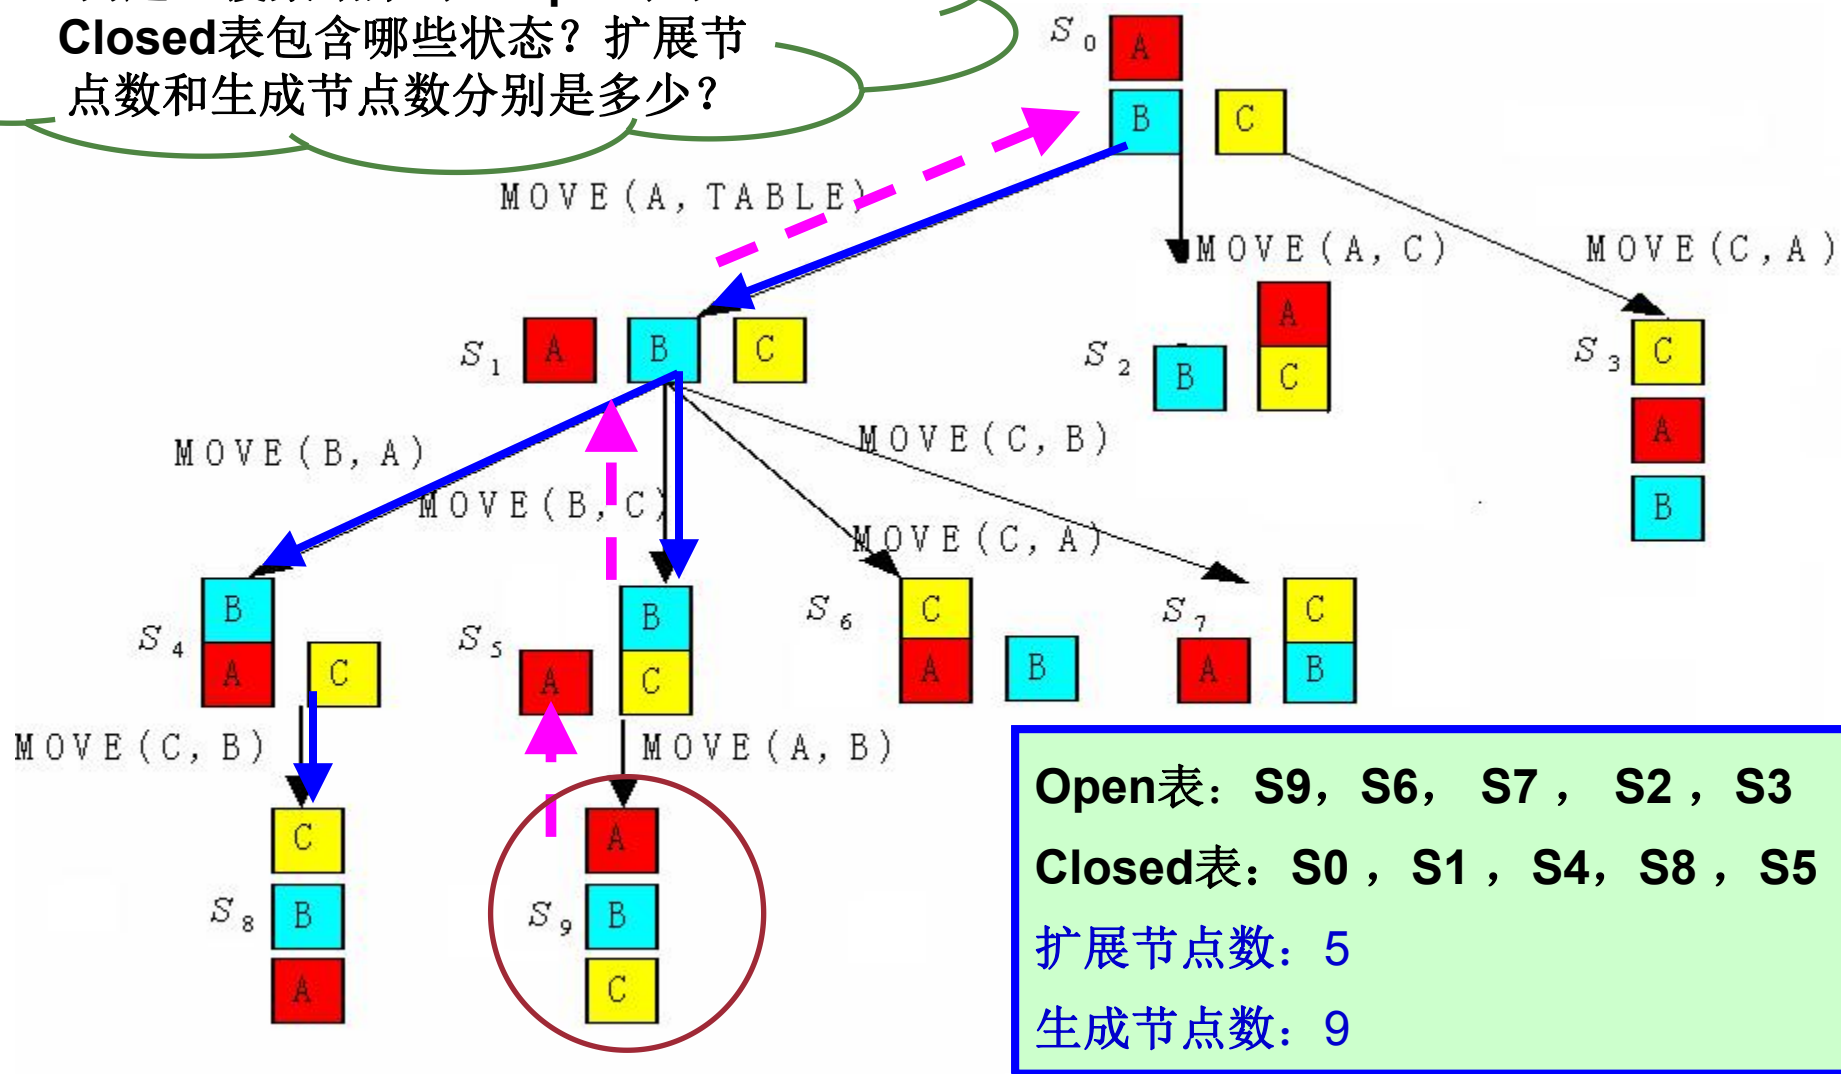 Closed表包含哪些状态？扩展节
点数和生成节点数分别是多少？
S0
A
B C
MOVE(A, TABLE)
MOVE(A, C)
MOVE(C, A)
S1 A B C
S2 B A C
S3 C A B
MOVE(B, A)
MOVE(B, C)
MOVE(C, B)
MOVE(C, A)
S4 B A C
S5 A B C
S6 C A B
S7 A C B
MOVE(C, B)
MOVE(A, B)
S8 C B A
S9 A B C
Open表：S9，S6， S7 ， S2 ，S3
Closed表：S0 ，S1 ，S4，S8 ，S5
扩展节点数：5
生成节点数：9